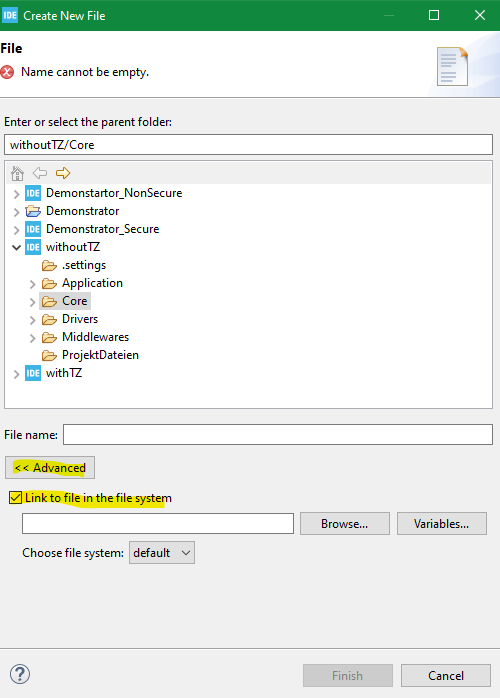 IDE Create New File
File
Name cannot be empty.
Enter or select the parent folder:
withoutTZ/Core
IDE Demonstartor_NonSecure
Demonstrator
IDE Demonstrator_Secure
IDE withoutTZ
.settings
Application
Core
Drivers
Middlewares
ProjektDateien
IDE withTZ
File name:
<< Advanced
Link to file in the file system
Browse... Variables...
Choose file system: default
? Finish Cancel